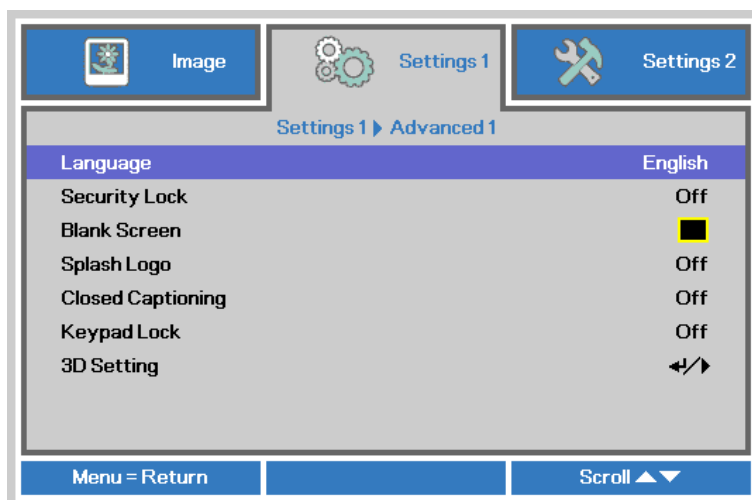 Image
Settings 1
Settings 2
Settings 1 ▶ Advanced 1
Language English
Security Lock Off
Blank Screen
Splash Logo Off
Closed Captioning Off
Keypad Lock Off
3D Setting ↵/▶
Menu = Return
Scroll ▲▼